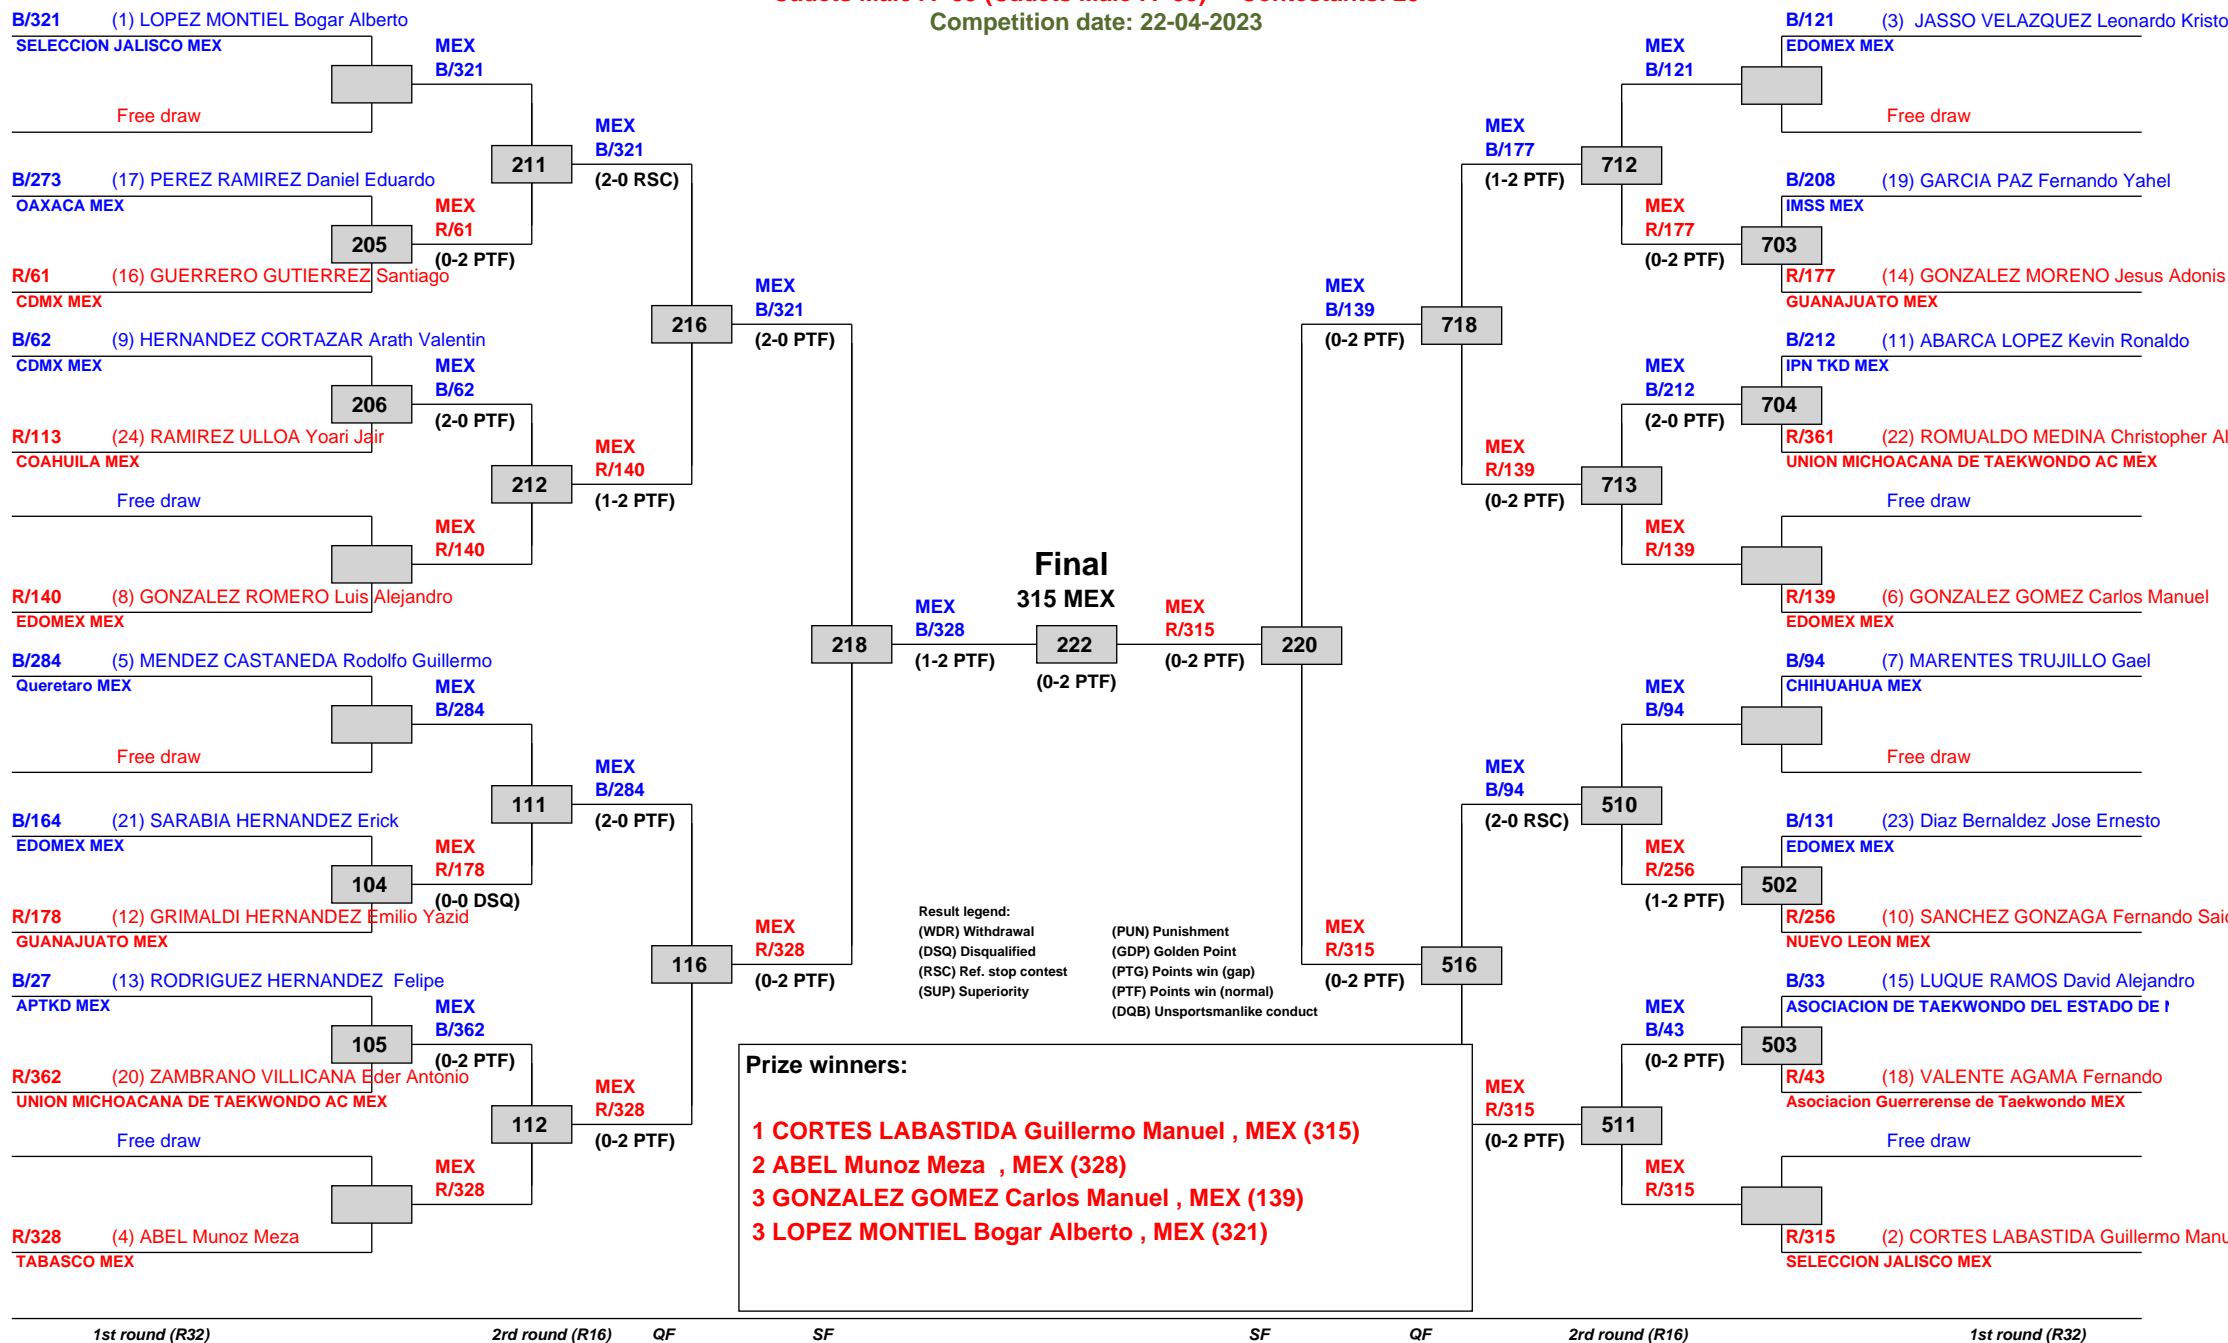 Competition date: 22-04-2023
B/321 (1) LOPEZ MONTIEL Bogar Alberto
SELECCION JALISCO MEX
MEX
B/321
Free draw
MEX
B/321
211
(2-0 RSC)
B/273 (17) PEREZ RAMIREZ Daniel Eduardo
OAXACA MEX
MEX
R/61
205
(0-2 PTF)
R/61 (16) GUERRERO GUTIERREZ Santiago
CDMX MEX
MEX
B/321
216
(2-0 PTF)
B/62 (9) HERNANDEZ CORTAZAR Arath Valentin
CDMX MEX
MEX
B/62
206
(2-0 PTF)
R/113 (24) RAMIREZ ULLOA Yoari Jair
COAHUILA MEX
MEX
R/140
212
(1-2 PTF)
Free draw
MEX
R/140
R/140 (8) GONZALEZ ROMERO Luis Alejandro
EDOMEX MEX
MEX
B/328
218
(1-2 PTF)
B/284 (5) MENDEZ CASTANEDA Rodolfo Guillermo
Queretaro MEX
MEX
B/284
Free draw
MEX
B/284
111
(2-0 PTF)
B/164 (21) SARABIA HERNANDEZ Erick
EDOMEX MEX
MEX
R/178
104
(0-0 DSQ)
R/178 (12) GRIMALDI HERNANDEZ Emilio Yazid
GUANAJUATO MEX
MEX
R/328
116
(0-2 PTF)
B/27 (13) RODRIGUEZ HERNANDEZ Felipe
APTKD MEX
MEX
B/362
105
(0-2 PTF)
R/362 (20) ZAMBRANO VILLICANA Eder Antonio
UNION MICHOACANA DE TAEKWONDO AC MEX
MEX
R/328
112
(0-2 PTF)
Free draw
MEX
R/328
R/328 (4) ABEL Munoz Meza
TABASCO MEX
Final
315 MEX
222
(0-2 PTF)
MEX
R/315
220
(0-2 PTF)
B/121 (3) JASSO VELAZQUEZ Leonardo Kristo
EDOMEX MEX
MEX
B/121
Free draw
MEX
B/177
712
(1-2 PTF)
B/208 (19) GARCIA PAZ Fernando Yahel
IMSS MEX
MEX
R/177
703
(0-2 PTF)
R/177 (14) GONZALEZ MORENO Jesus Adonis
GUANAJUATO MEX
MEX
B/139
718
(0-2 PTF)
B/212 (11) ABARCA LOPEZ Kevin Ronaldo
IPN TKD MEX
MEX
B/212
704
(2-0 PTF)
R/361 (22) ROMUALDO MEDINA Christopher Al
UNION MICHOACANA DE TAEKWONDO AC MEX
MEX
R/139
713
(0-2 PTF)
Free draw
MEX
R/139
R/139 (6) GONZALEZ GOMEZ Carlos Manuel
EDOMEX MEX
B/94 (7) MARENTES TRUJILLO Gael
CHIHUAHUA MEX
MEX
B/94
Free draw
MEX
B/94
510
(2-0 RSC)
B/131 (23) Diaz Bernaldez Jose Ernesto
EDOMEX MEX
MEX
R/256
502
(1-2 PTF)
R/256 (10) SANCHEZ GONZAGA Fernando
NUEVO LEON MEX
MEX
R/315
516
(0-2 PTF)
B/33 (15) LUQUE RAMOS David Alejandro
ASOCIACION DE TAEKWONDO DEL ESTADO DE
MEX
B/43
503
(0-2 PTF)
R/43 (18) VALENTE AGAMA Fernando
Asociacion Guerrerense de Taekwondo MEX
MEX
R/315
511
(0-2 PTF)
Free draw
MEX
R/315
R/315 (2) CORTES LABASTIDA Guillermo
SELECCION JALISCO MEX
Result legend:
(WDR) Withdrawal (PUN) Punishment
(DSQ) Disqualified (GDP) Golden Point
(RSC) Ref. stop contest (PTG) Points win (gap)
(SUP) Superiority (PTF) Points win (normal)
(DQB) Unsportsmanlike conduct
Prize winners:
1 CORTES LABASTIDA Guillermo Manuel , MEX (315)
2 ABEL Munoz Meza , MEX (328)
3 GONZALEZ GOMEZ Carlos Manuel , MEX (139)
3 LOPEZ MONTIEL Bogar Alberto , MEX (321)
1st round (R32) 2rd round (R16) QF SF SF QF 2rd round (R16) 1st round (R32)